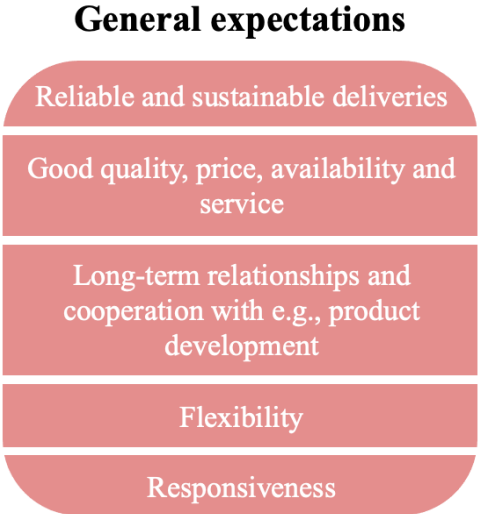 General expectations
Reliable and sustainable deliveries
Good quality, price, availability and
service
Long-term relationships and
cooperation with e.g., product
development
Flexibility
Responsiveness